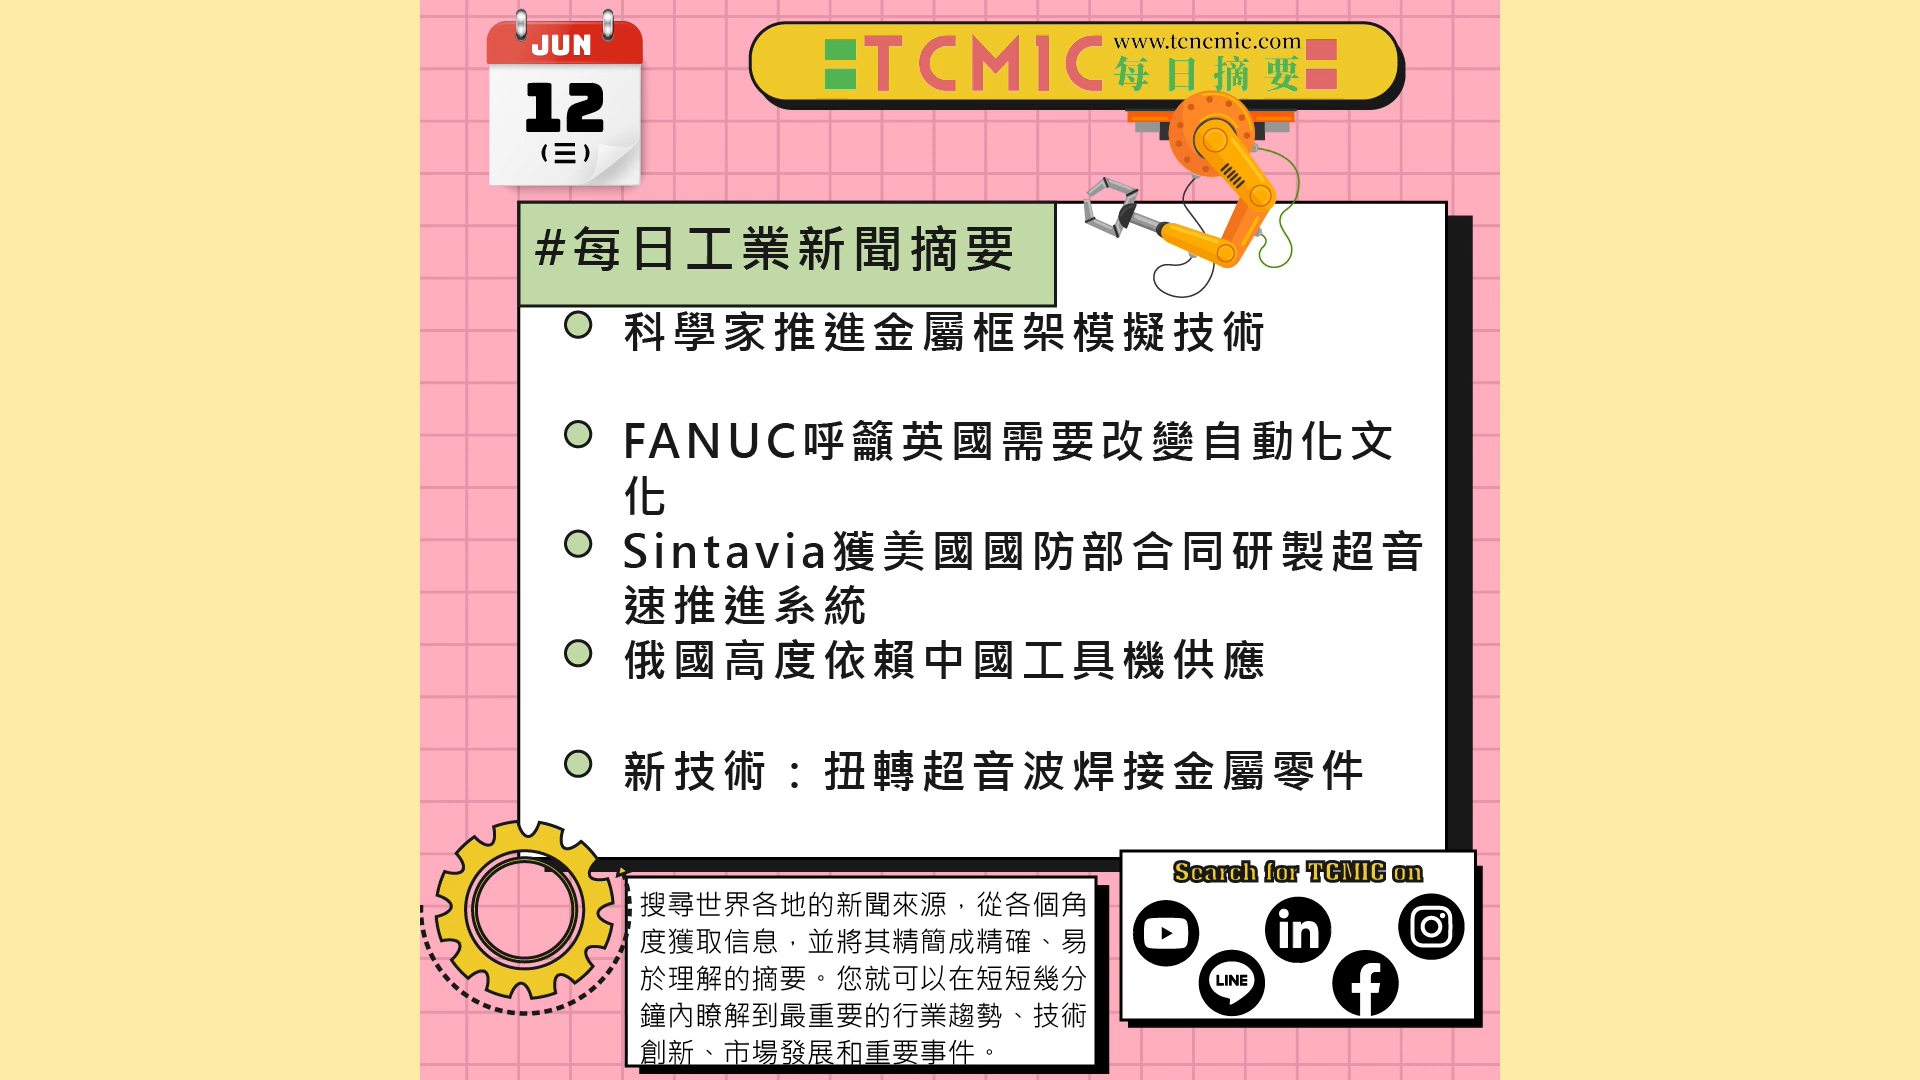 JUN
12
(三)
TCMIC
www.tcncmic.com
每日摘要
#每日工業新聞摘要
科學家推進金屬框架模擬技術
FANUC呼籲英國需要改變自動化文
化
Sintavia獲美國國防部合同研製超音
速推進系統
俄國高度依賴中國工具機供應
新技術：扭轉超音波焊接金屬零件
搜尋世界各地的新聞來源，從各個角
度獲取信息，並將其精簡成精確、易
於理解的摘要。您就可以在短短幾分
鐘內瞭解到最重要的行業趨勢、技術
創新、市場發展和重要事件。
Search for TCMIC on
in
LINE